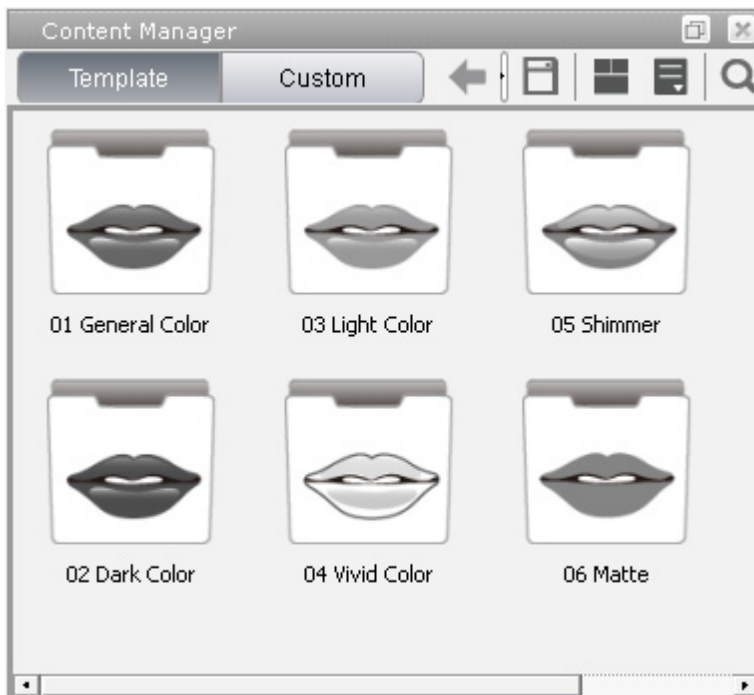 Content Manager
Template Custom
01 General Color 03 Light Color 05 Shimmer
02 Dark Color 04 Vivid Color 06 Matte